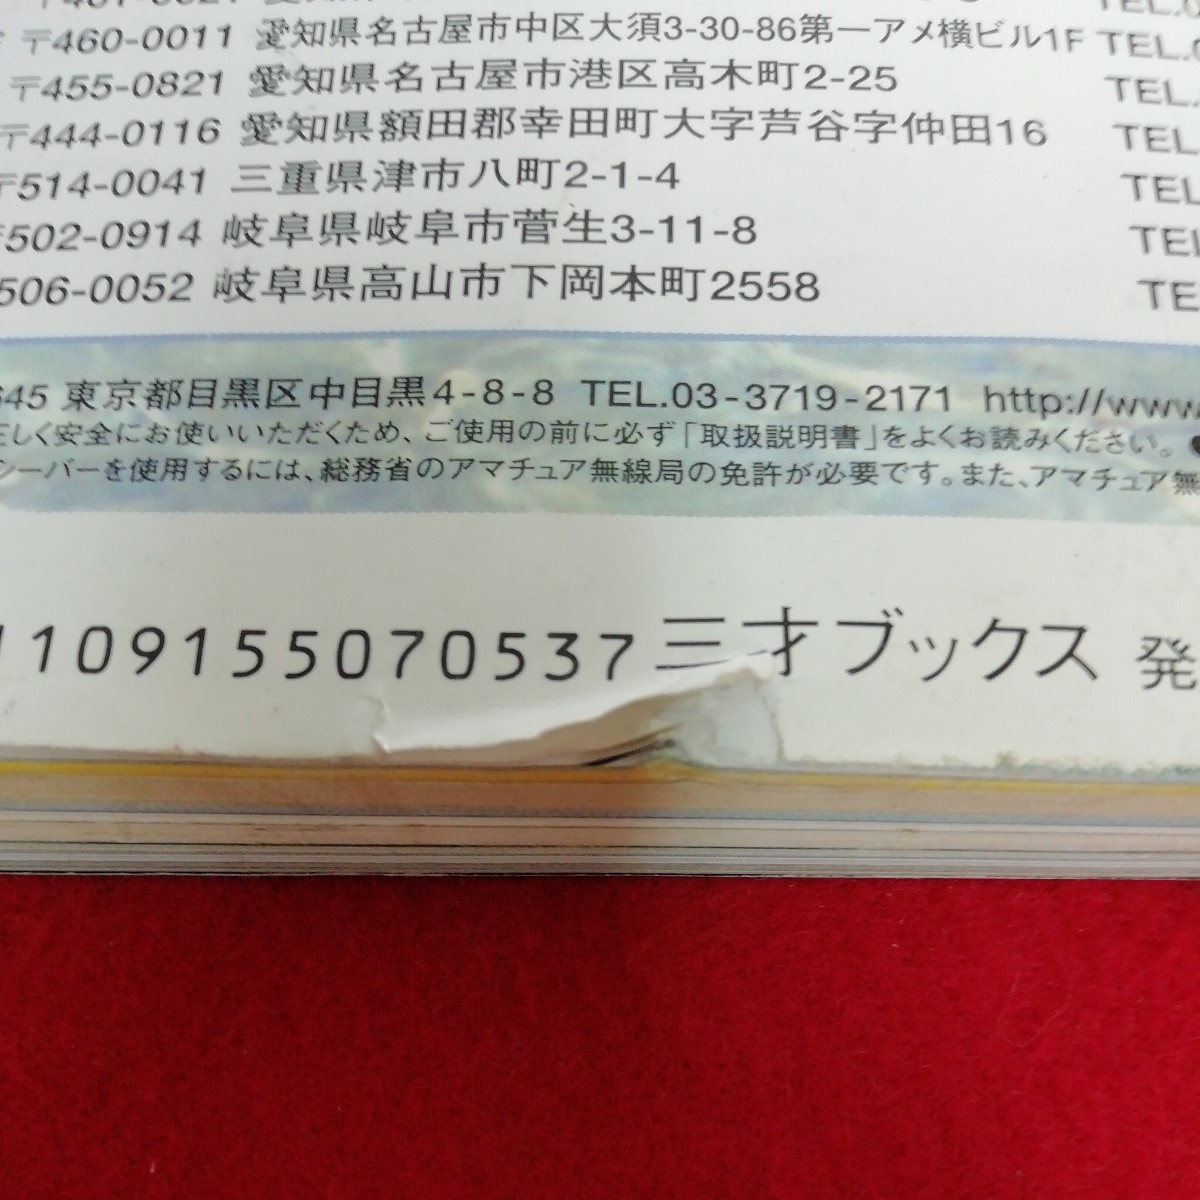 〒460-0011 愛知県名古屋市中区大須3-30-86第一アメ横ビル1F TEL.
〒455-0821 愛知県名古屋市港区高木町2-25 TEL.
〒444-0116 愛知県額田郡幸田町大字芦谷字仲田16 TEL.
〒514-0041 三重県津市八町2-1-4 TEL
〒502-0914 岐阜県岐阜市菅生3-11-8 TEL
506-0052 岐阜県高山市下岡本町2558 TE
645 東京都目黒区中目黒4-8-8 TEL.03-3719-2171 http://www.
正しく安全にお使いいただくため、ご使用の前に必ず「取扱説明書」をよくお読みください。●
シーバーを使用するには、総務省のアマチュア無線局の免許が必要です。また、アマチュア無
1109155070537 三才ブックス 発